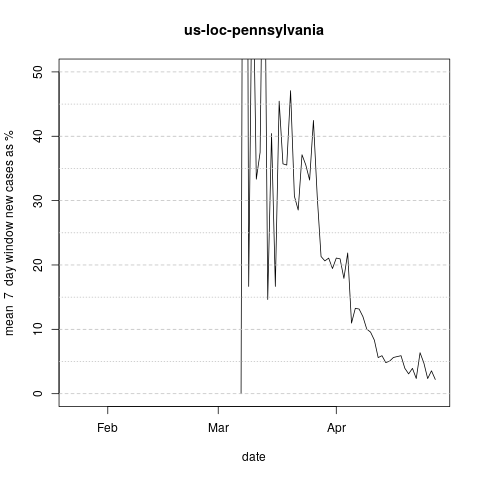 us-loc-pennsylvania
mean 7 day window new cases as %
50
40
30
20
10
0
Feb
Mar
Apr
date